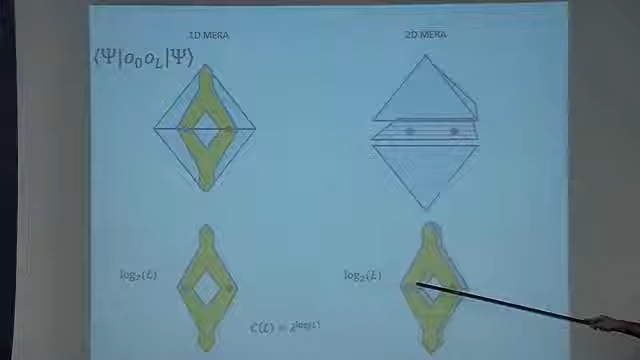 1D MERA
2D MERA
⟨Ψ|o₀o_L|Ψ⟩
log₂(L)
log₂(L)
C(L) ≈ 2^log(L)